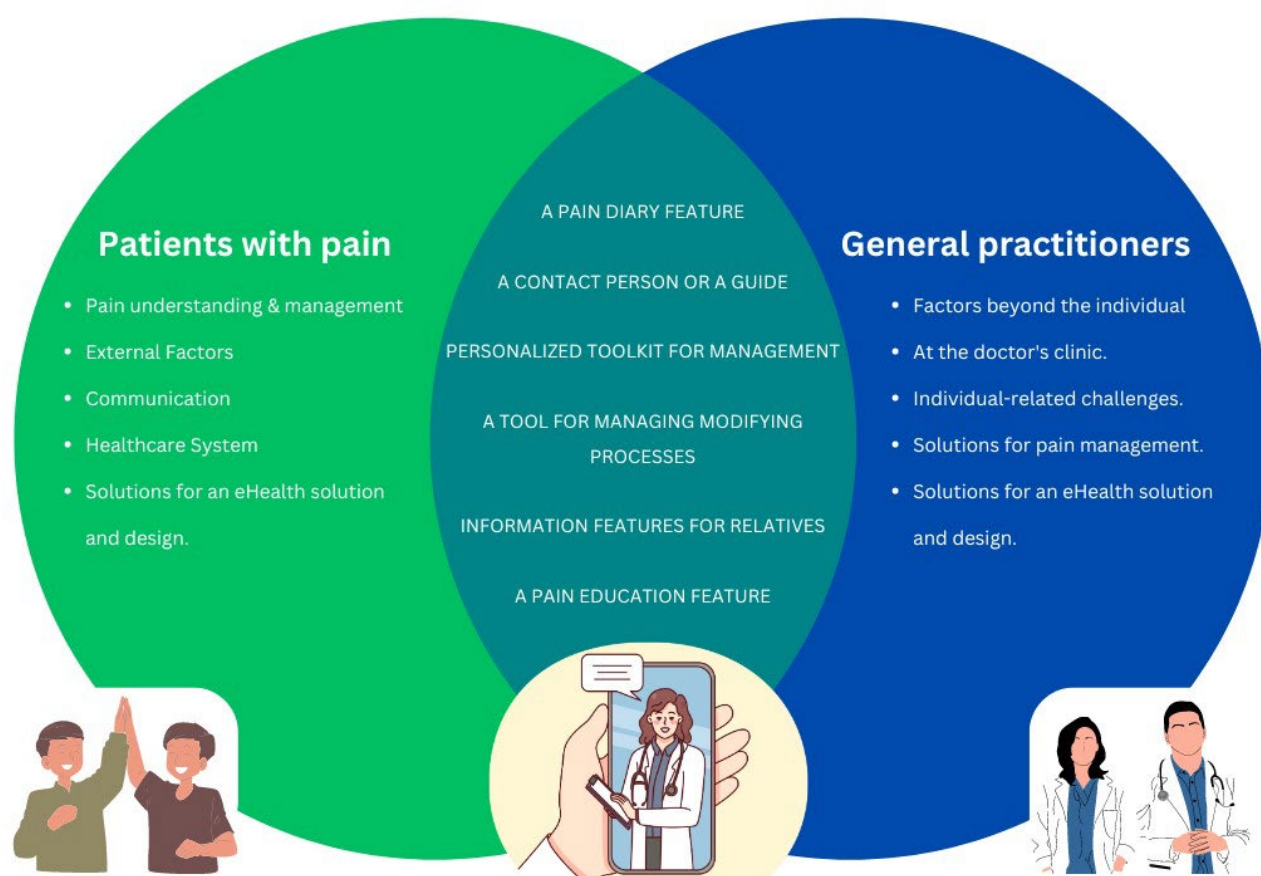 Patients with pain
• Pain understanding & management
• External Factors
• Communication
• Healthcare System
• Solutions for an eHealth solution
and design.
A PAIN DIARY FEATURE
A CONTACT PERSON OR A GUIDE
PERSONALIZED TOOLKIT FOR MANAGEMENT
A TOOL FOR MANAGING MODIFYING
PROCESSES
INFORMATION FEATURES FOR RELATIVES
A PAIN EDUCATION FEATURE
General practitioners
• Factors beyond the individual
• At the doctor's clinic.
• Individual-related challenges.
• Solutions for pain management.
• Solutions for an eHealth solution
and design.